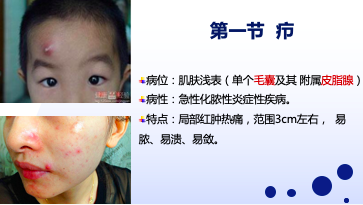 第一节 疖
病位：肌肤浅表（单个毛囊及其 附属皮脂腺）
病性：急性化脓性炎症性疾病。
特点：局部红肿热痛，范围3cm左右， 易
脓、易溃、易敛。